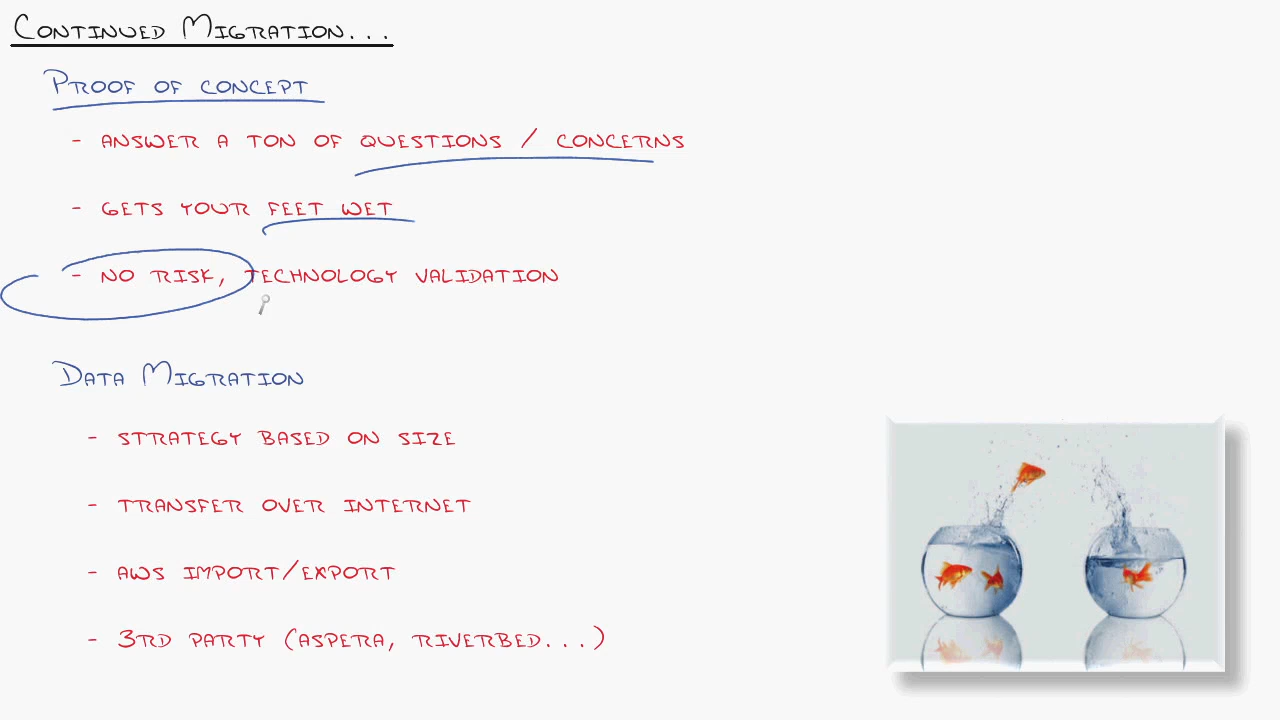 CONTINUED MIGRATION...
PROOF OF CONCEPT
- ANSWER A TON OF QUESTIONS / CONCERNS
- GETS YOUR FEET WET
- NO RISK, TECHNOLOGY VALIDATION
DATA MIGRATION
- STRATEGY BASED ON SIZE
- TRANSFER OVER INTERNET
- AWS IMPORT/EXPORT
- 3RD PARTY (ASPERA, RIVERBED...)